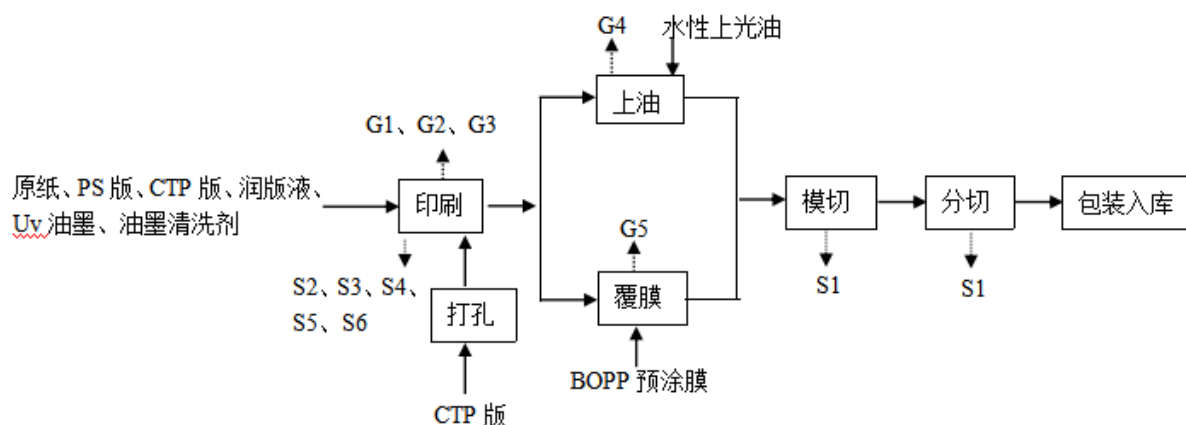 G4
水性上光油
上油
G1、G2、G3
原纸、PS 版、CTP 版、润版液、
Uv 油墨、油墨清洗剂
印刷
模切
分切
包装入库
G5
S2、S3、S4、
S5、S6
打孔
覆膜
S1
S1
BOPP 预涂膜
CTP 版